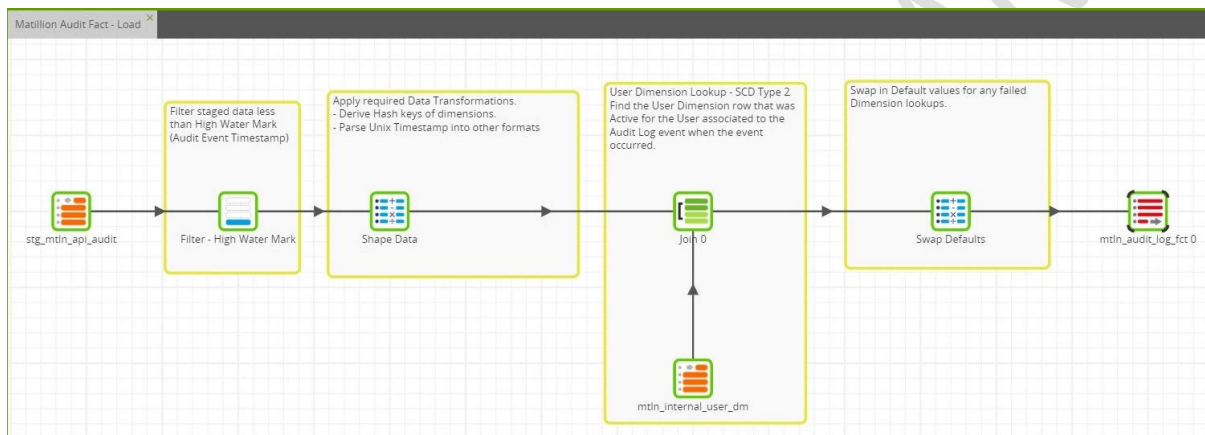 Matillion Audit Fact - Load
Filter staged data less
than High Water Mark
(Audit Event Timestamp)
Apply required Data Transformations.
- Derive Hash keys of dimensions.
- Parse Unix Timestamp into other formats
User Dimension Lookup - SCD Type 2
Find the User Dimension row that was
Active for the User associated to the
Audit Log event when the event
occurred.
Swap in Default values for any failed
Dimension lookups.
stg_mtln_api_audit
Filter - High Water Mark
Shape Data
Join 0
Swap Defaults
mtln_audit_log_fct 0
mtln_internal_user_dm